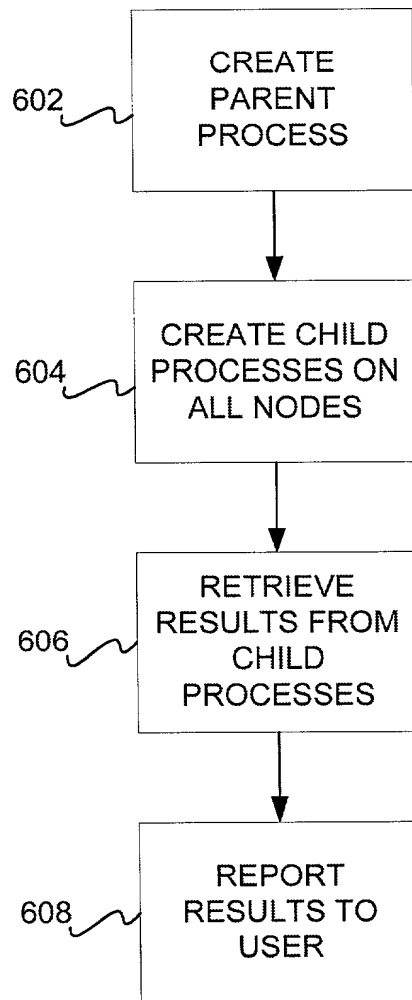 602
CREATE
PARENT
PROCESS
604
CREATE CHILD
PROCESSES ON
ALL NODES
606
RETRIEVE
RESULTS FROM
CHILD
PROCESSES
608
REPORT
RESULTS TO
USER